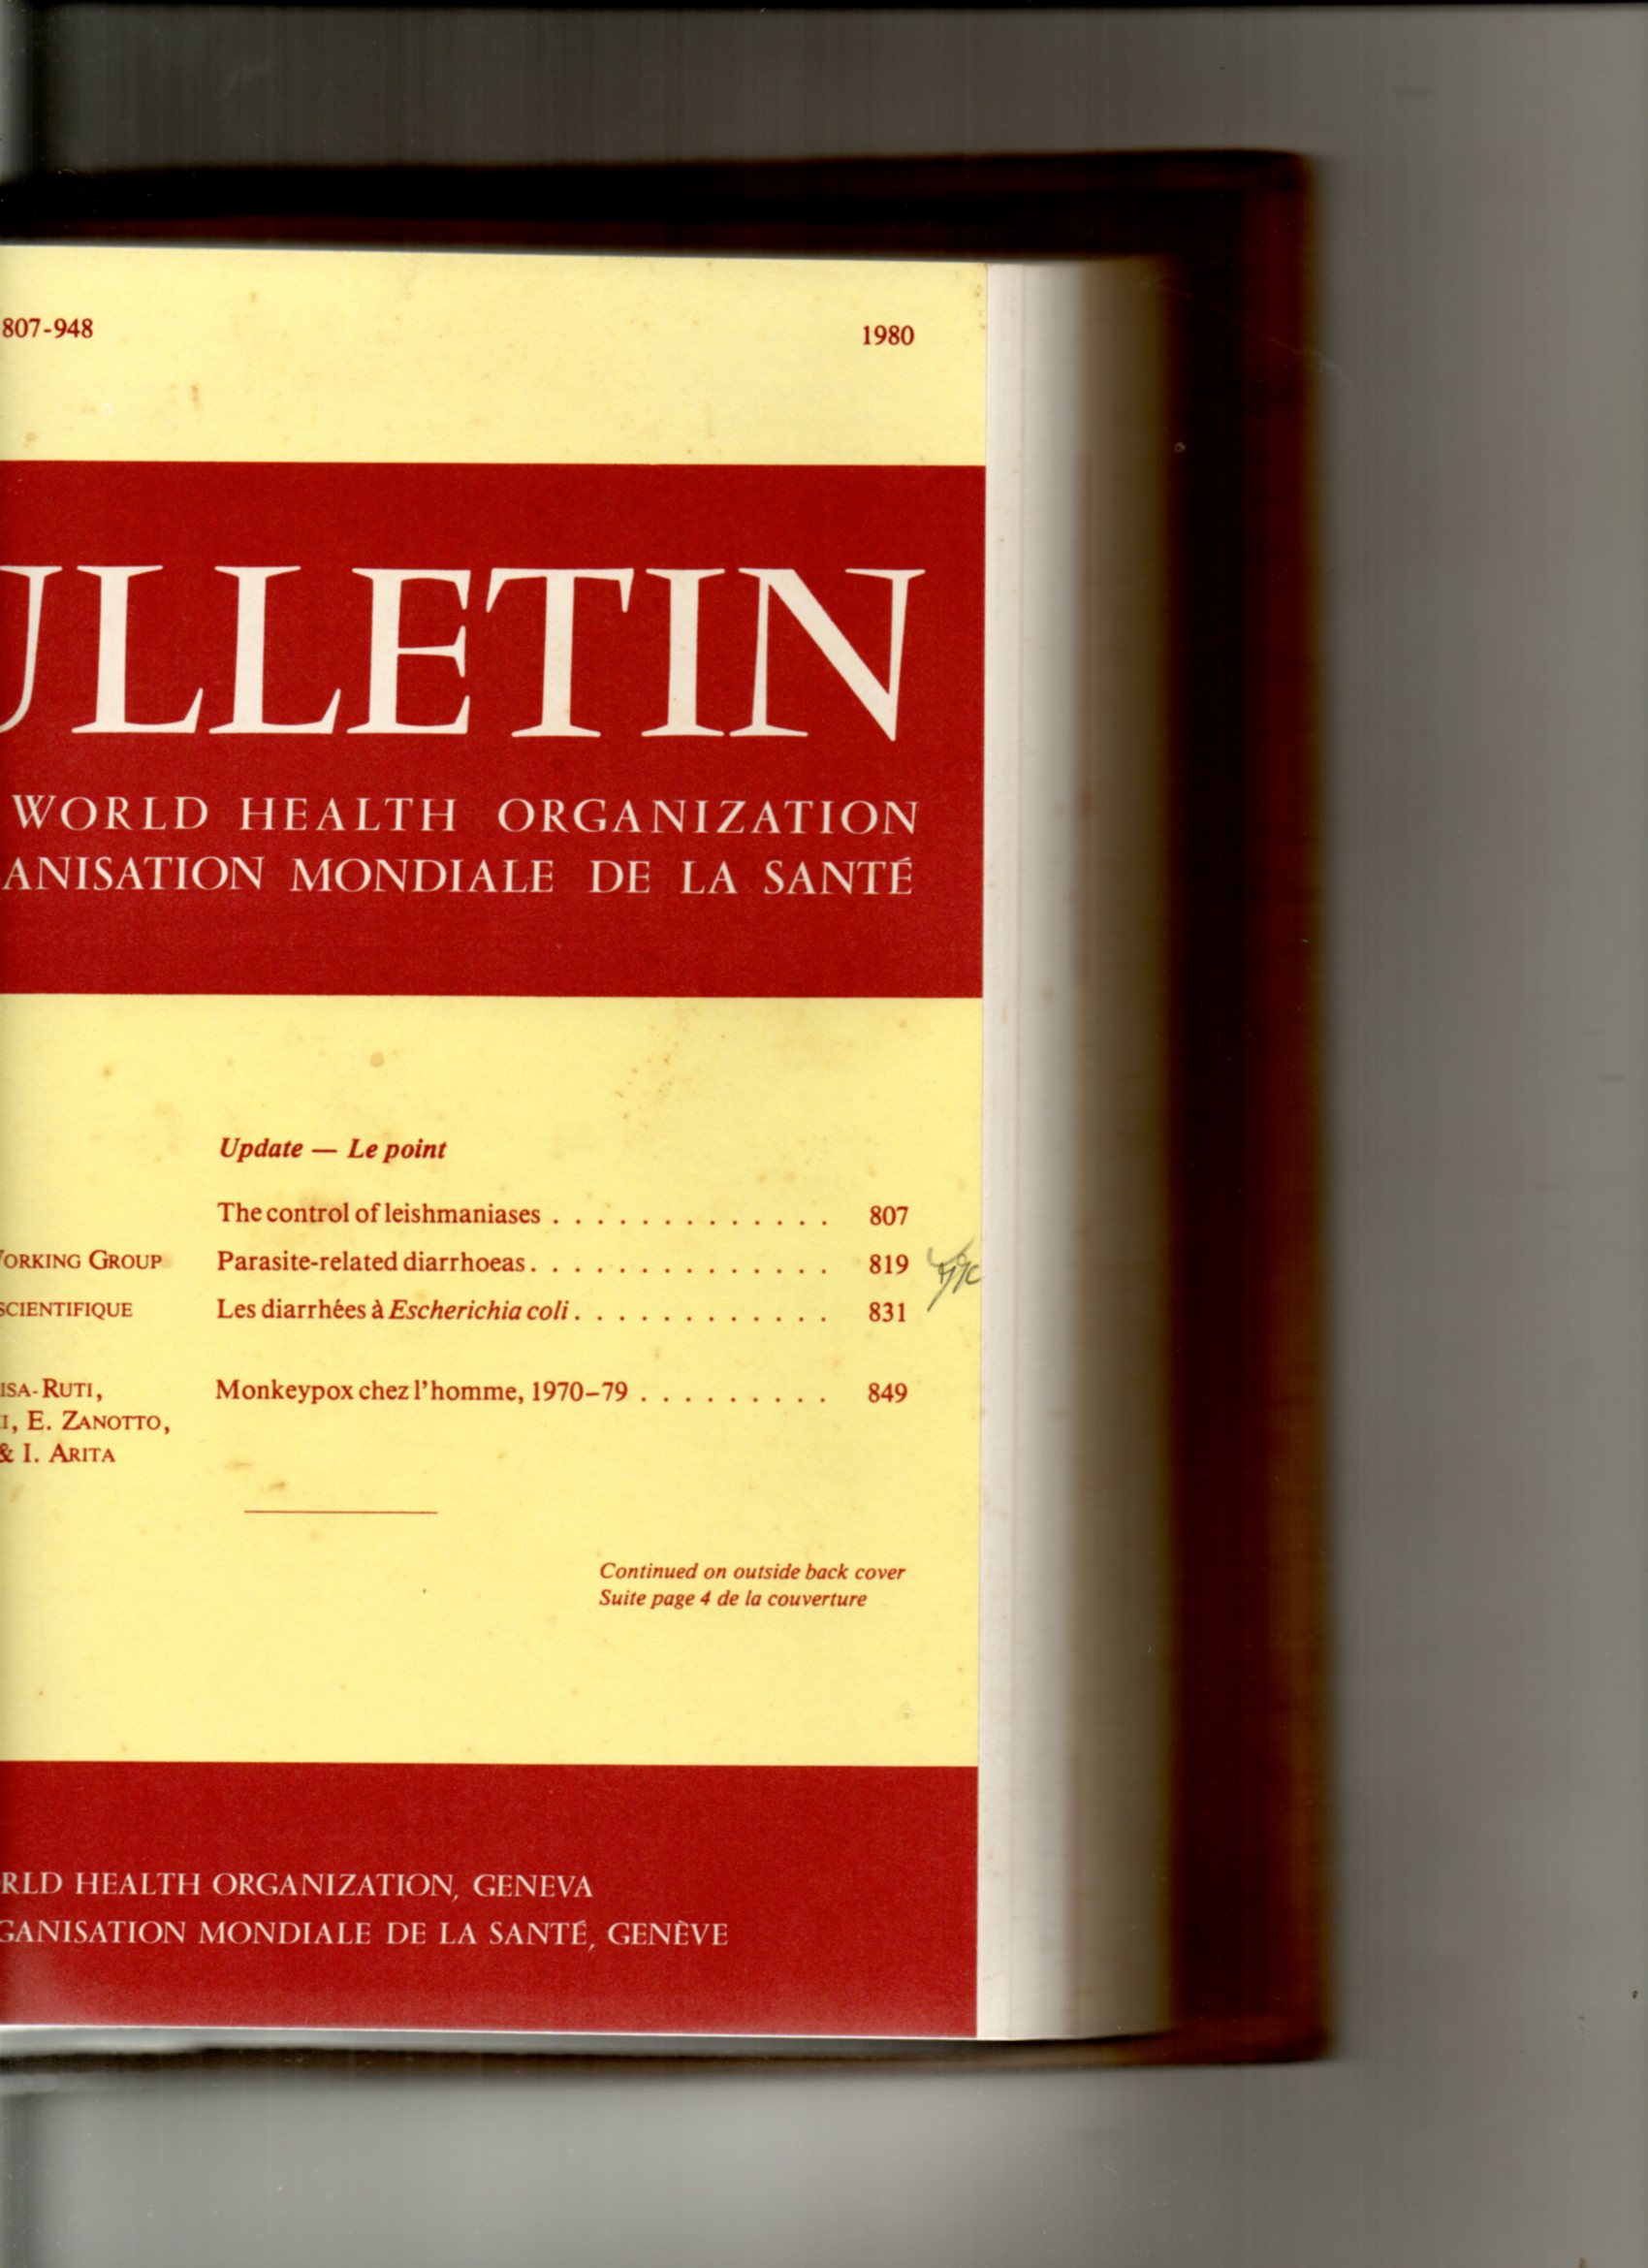 807-948 1980
ULLETIN
WORLD HEALTH ORGANIZATION
ANISATION MONDIALE DE LA SANTÉ
Update — Le point
The control of leishmaniases . . . . . . . . . . . . . 807
ORKING GROUP Parasite-related diarrhoeas. . . . . . . . . . . . . . 819
SCIENTIFIQUE Les diarrhées à Escherichia coli. . . . . . . . . . . . 831
ISA-RUTI, Monkeypox chez l'homme, 1970–79 . . . . . . . . . 849
I, E. ZANOTTO,
& I. ARITA
Continued on outside back cover
Suite page 4 de la couverture
RLD HEALTH ORGANIZATION, GENEVA
GANISATION MONDIALE DE LA SANTÉ, GENÈVE